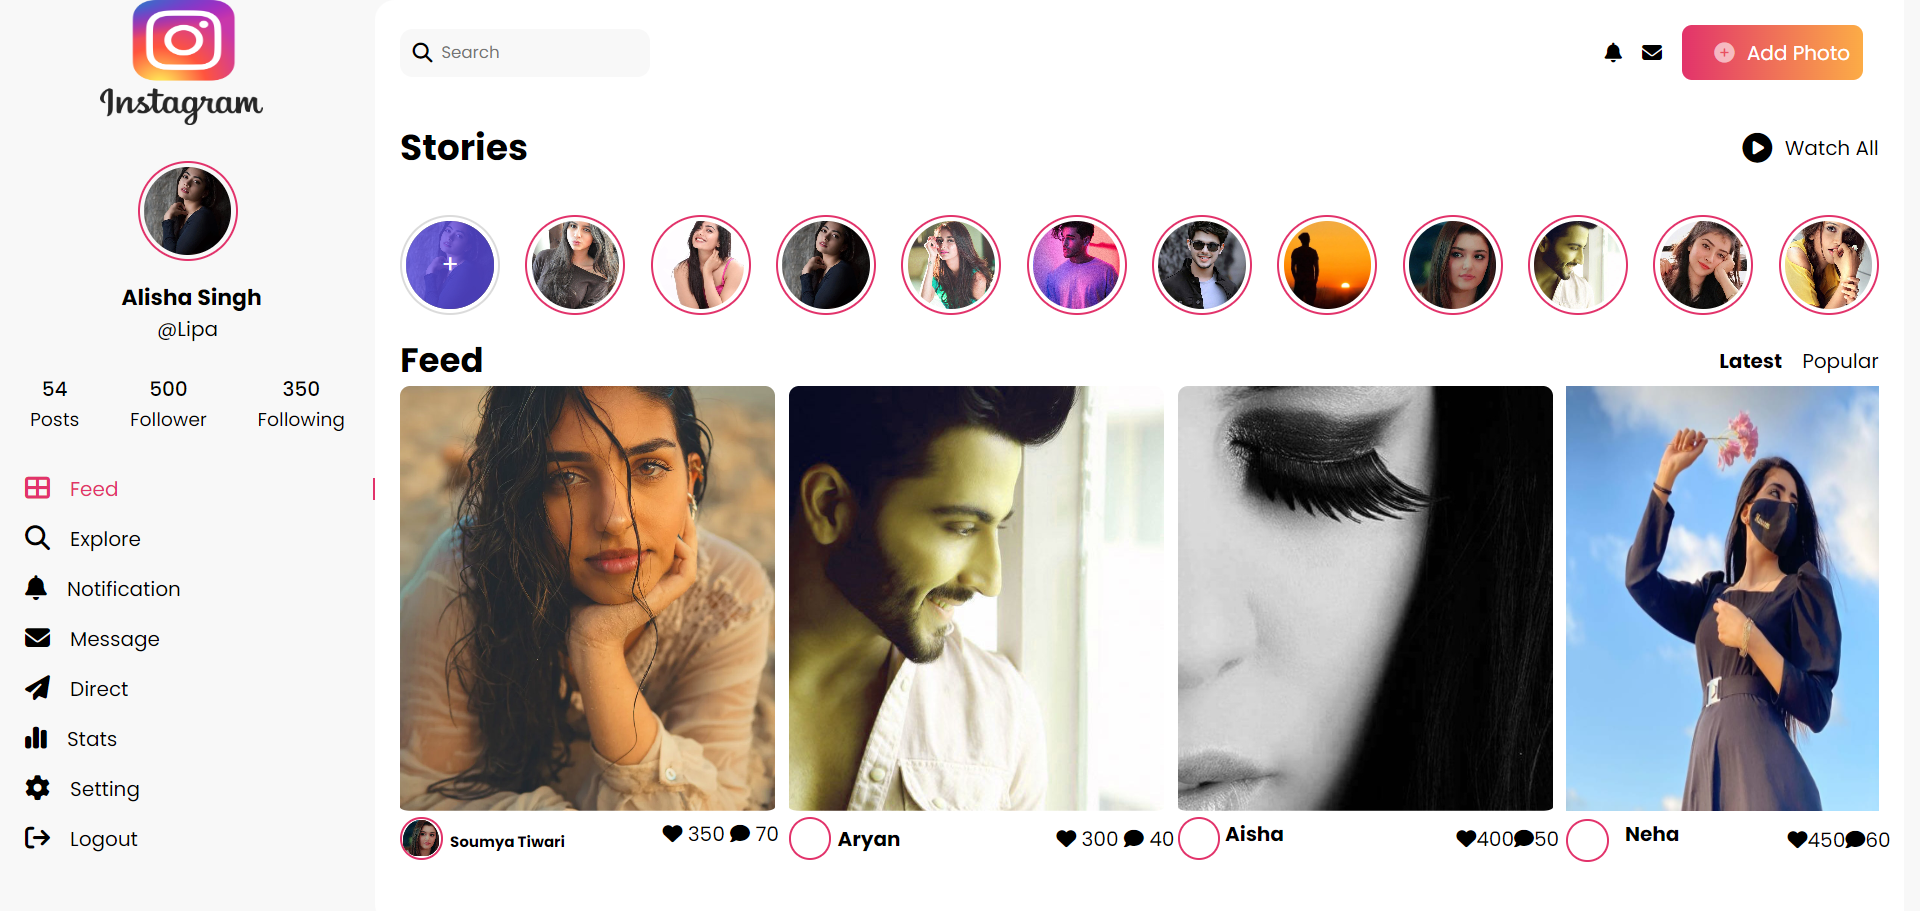 Instagram
Alisha Singh
@Lipa
54 500 350
Posts Follower Following
Feed
Explore
Notification
Message
Direct
Stats
Setting
Logout
Search
Add Photo
Stories
Watch All
+
Feed
Latest Popular
Soumya Tiwari 350 70
Aryan 300 40
Aisha 400 50
Neha 450 60